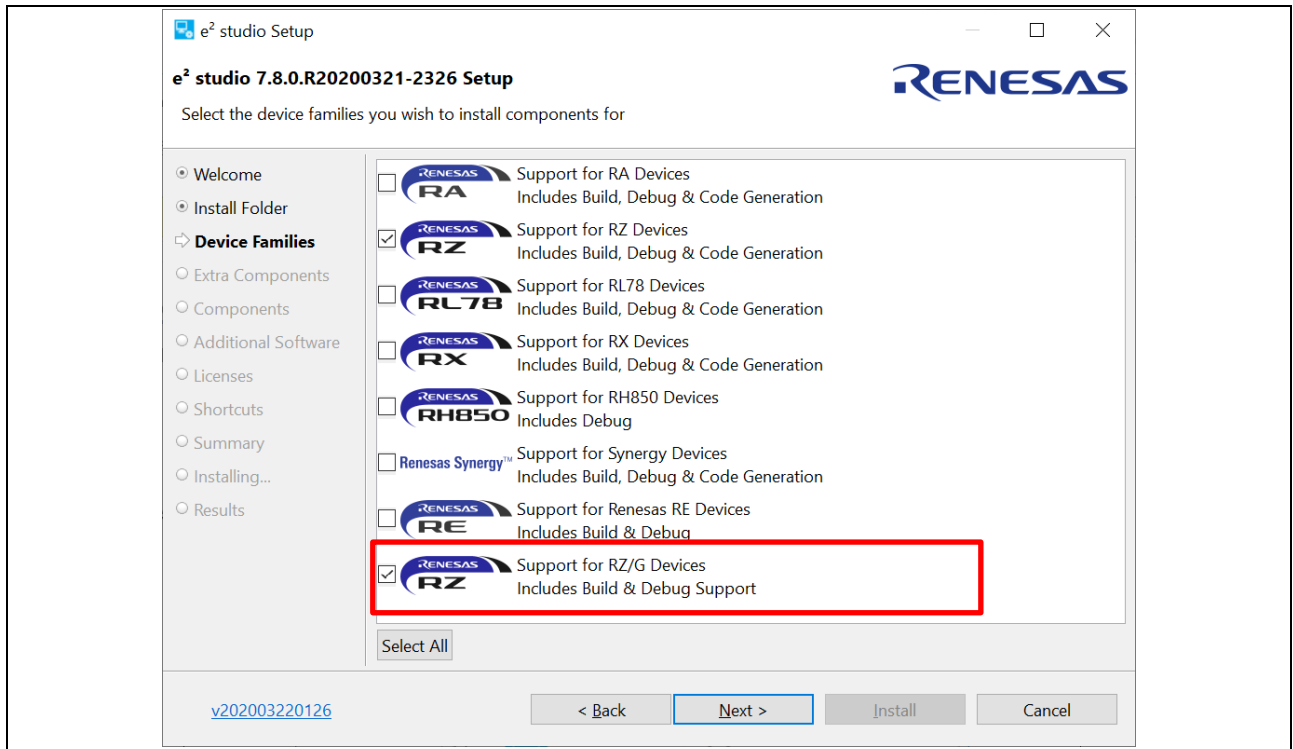 e² studio Setup
e² studio 7.8.0.R20200321-2326 Setup
RENESAS
Select the device families you wish to install components for
Welcome
Install Folder
Device Families
Extra Components
Components
Additional Software
Licenses
Shortcuts
Summary
Installing...
Results
RENESAS
RA
Support for RA Devices
Includes Build, Debug & Code Generation
RENESAS
RZ
Support for RZ Devices
Includes Build, Debug & Code Generation
RENESAS
RL78
Support for RL78 Devices
Includes Build, Debug & Code Generation
RENESAS
RX
Support for RX Devices
Includes Build, Debug & Code Generation
RENESAS
RH850
Support for RH850 Devices
Includes Debug
Renesas Synergy™
Support for Synergy Devices
Includes Build, Debug & Code Generation
RENESAS
RE
Support for Renesas RE Devices
Includes Build & Debug
RENESAS
RZ
Support for RZ/G Devices
Includes Build & Debug Support
Select All
v202003220126
< Back
Next >
Install
Cancel